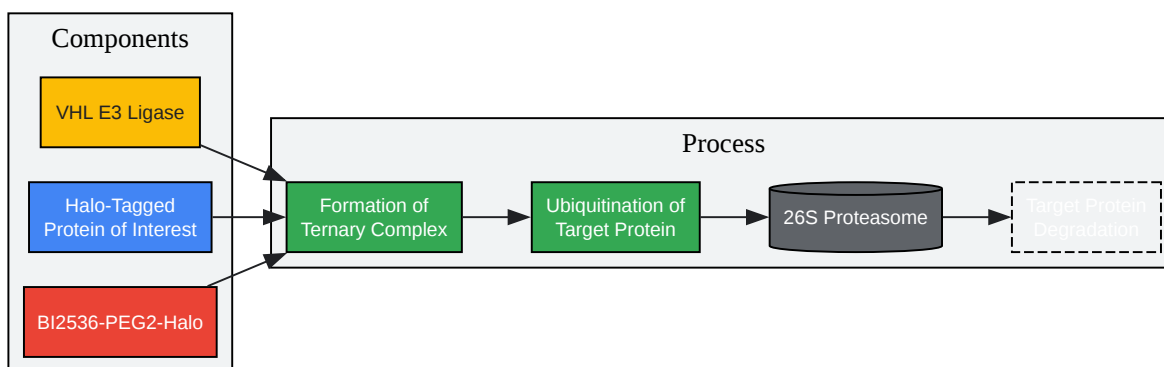 Components
VHL E3 Ligase
Halo-Tagged
Protein of Interest
BI2536-PEG2-Halo
Process
Formation of
Ternary Complex
Ubiquitination of
Target Protein
26S Proteasome
Target Protein
Degradation